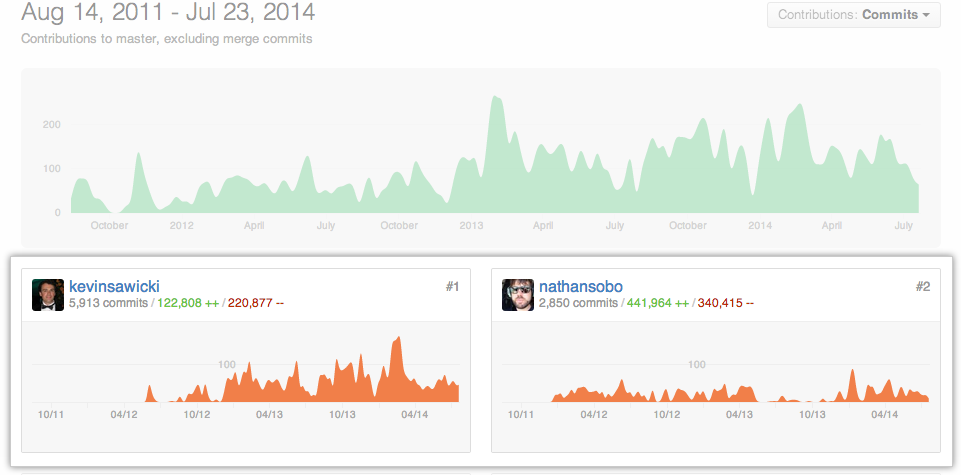 Aug 14, 2011 - Jul 23, 2014
Contributions: Commits
Contributions to master, excluding merge commits
200
100
0
October 2012 April July October 2013 April July October 2014 April July
kevinsawicki #1
5,913 commits / 122,808 ++ / 220,877 --
100
10/11 04/12 10/12 04/13 10/13 04/14
nathansobo #2
2,850 commits / 441,964 ++ / 340,415 --
100
10/11 04/12 10/12 04/13 10/13 04/14